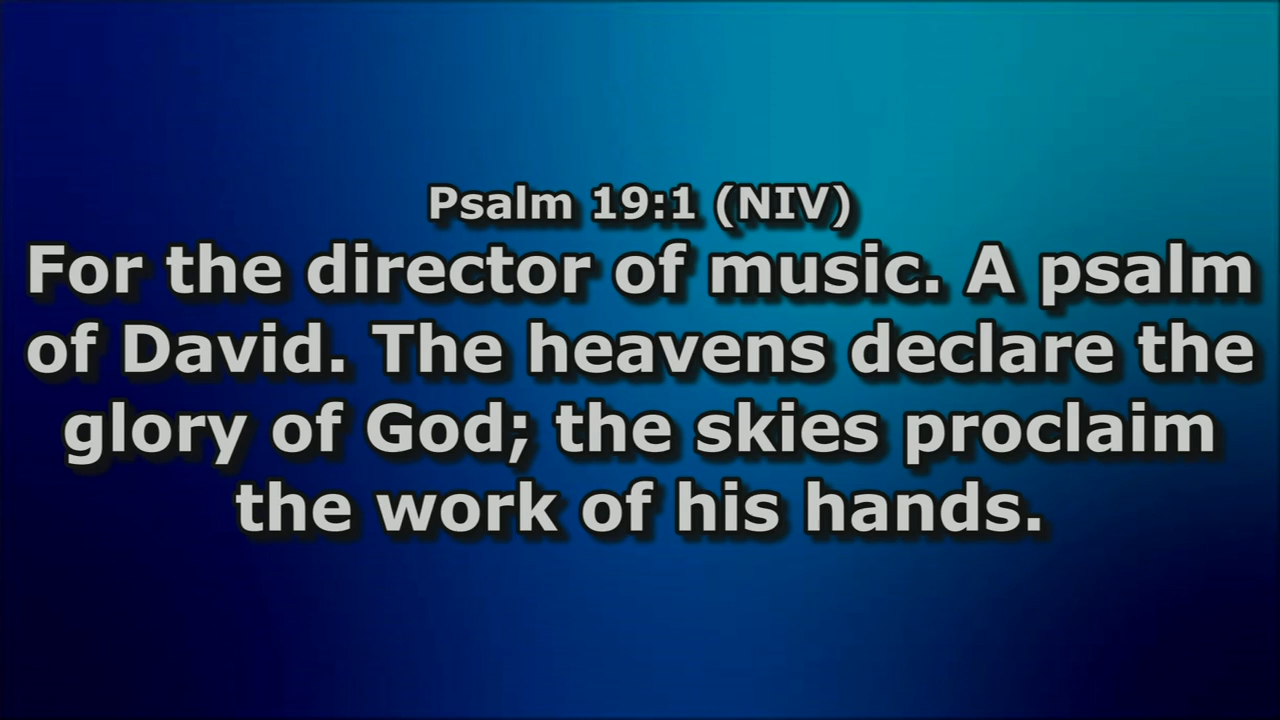 Psalm 19:1 (NIV)
For the director of music. A psalm
of David. The heavens declare the
glory of God; the skies proclaim
the work of his hands.